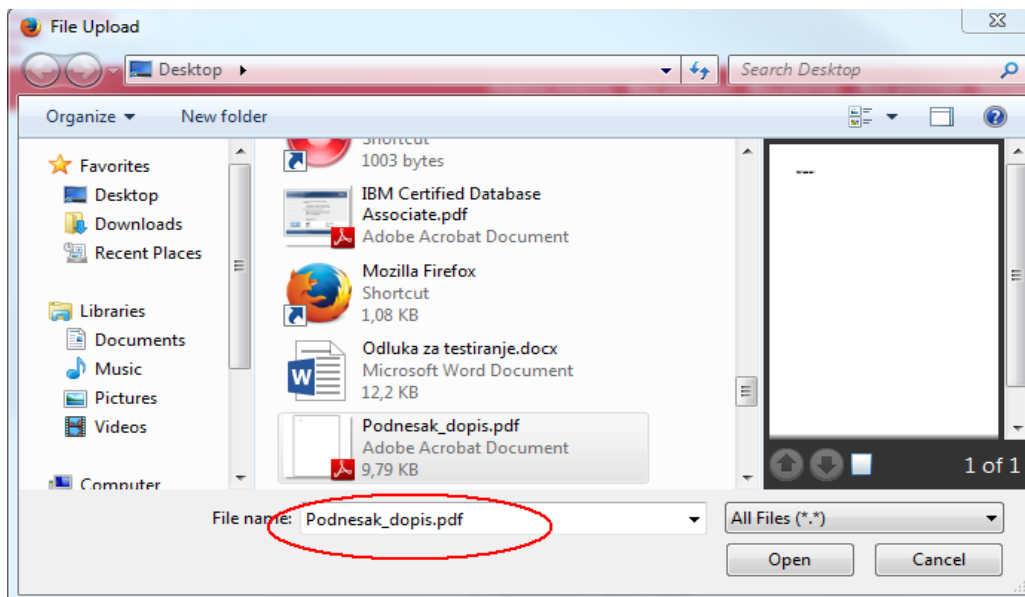 File Upload
Desktop
Search Desktop
Organize
New folder
Favorites
Desktop
Downloads
Recent Places
Libraries
Documents
Music
Pictures
Videos
Computer
Shortcut
1003 bytes
IBM Certified Database
Associate.pdf
Adobe Acrobat Document
Mozilla Firefox
Shortcut
1,08 KB
Odluka za testiranje.docx
Microsoft Word Document
12,2 KB
Podnesak_dopis.pdf
Adobe Acrobat Document
9,79 KB
1 of 1
File name: Podnesak_dopis.pdf
All Files (*.*)
Open
Cancel